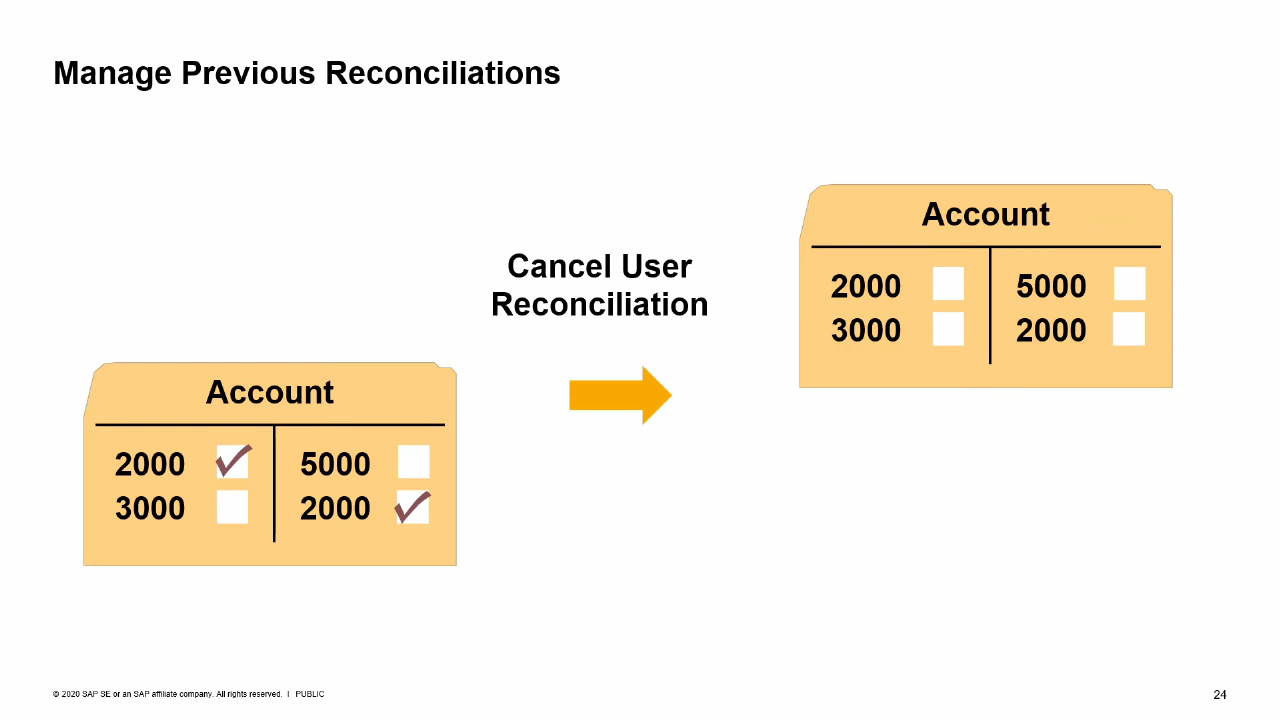 Manage Previous Reconciliations
Account
2000 5000
3000 2000
Cancel User
Reconciliation
Account
2000 5000
3000 2000
© 2020 SAP SE or an SAP affiliate company. All rights reserved. I PUBLIC
24